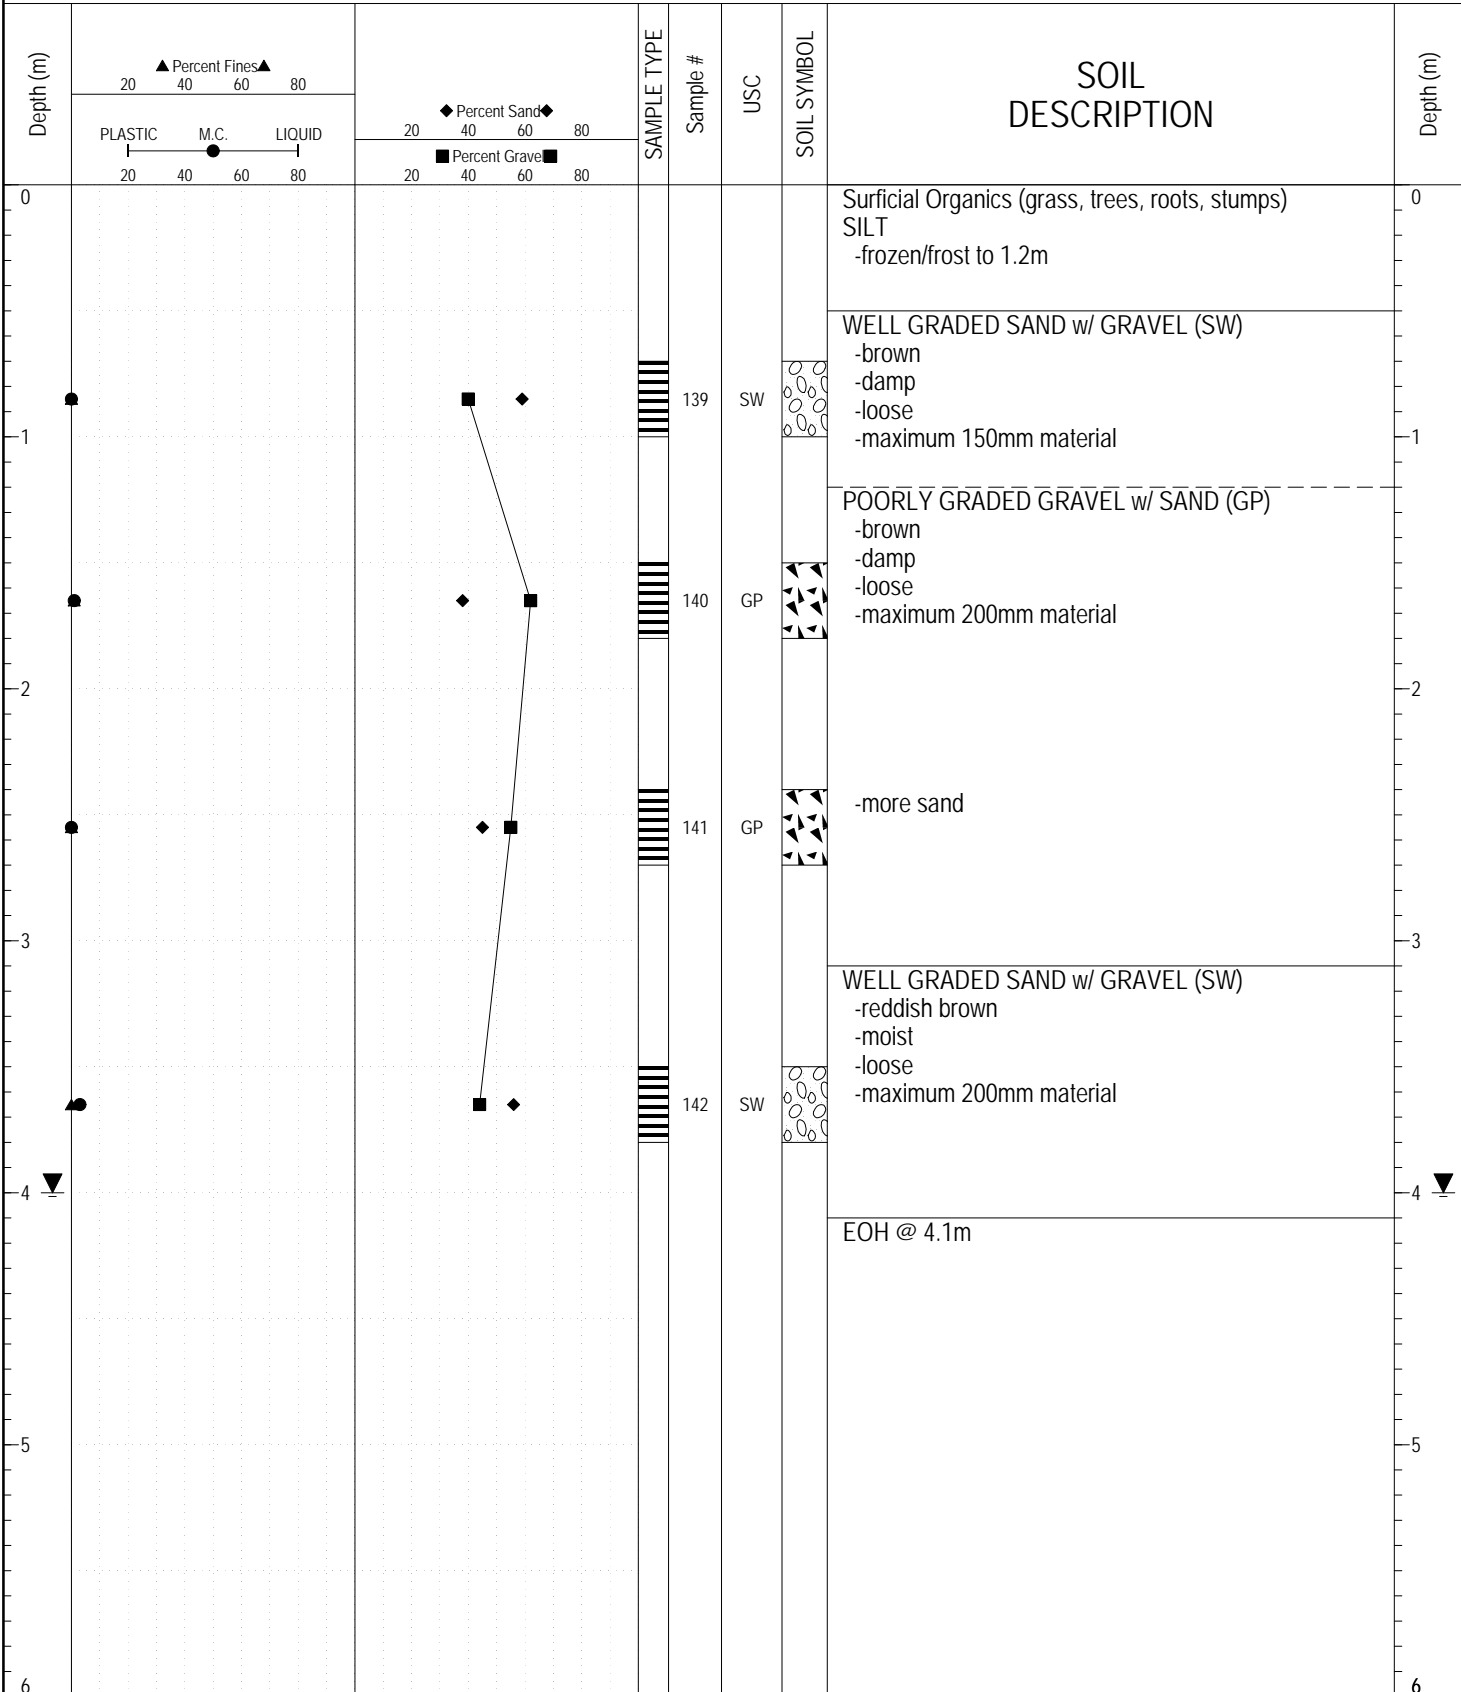 Depth (m)
▲ Percent Fines ▲
20 40 60 80
PLASTIC M.C. LIQUID
20 40 60 80
◆ Percent Sand ◆
20 40 60 80
■ Percent Gravel ■
20 40 60 80
SAMPLE TYPE
Sample #
USC
SOIL SYMBOL
SOIL
DESCRIPTION
Depth (m)
0 Surficial Organics (grass, trees, roots, stumps) 0
SILT
-frozen/frost to 1.2m
WELL GRADED SAND w/ GRAVEL (SW)
-brown
-damp
139 SW
-loose
1 -maximum 150mm material 1
POORLY GRADED GRAVEL w/ SAND (GP)
-brown
-damp
-loose
140 GP
-maximum 200mm material
2 2
-more sand
141 GP
3 3
WELL GRADED SAND w/ GRAVEL (SW)
-reddish brown
-moist
-loose
-maximum 200mm material
142 SW
4 4
EOH @ 4.1m
5 5
6 6